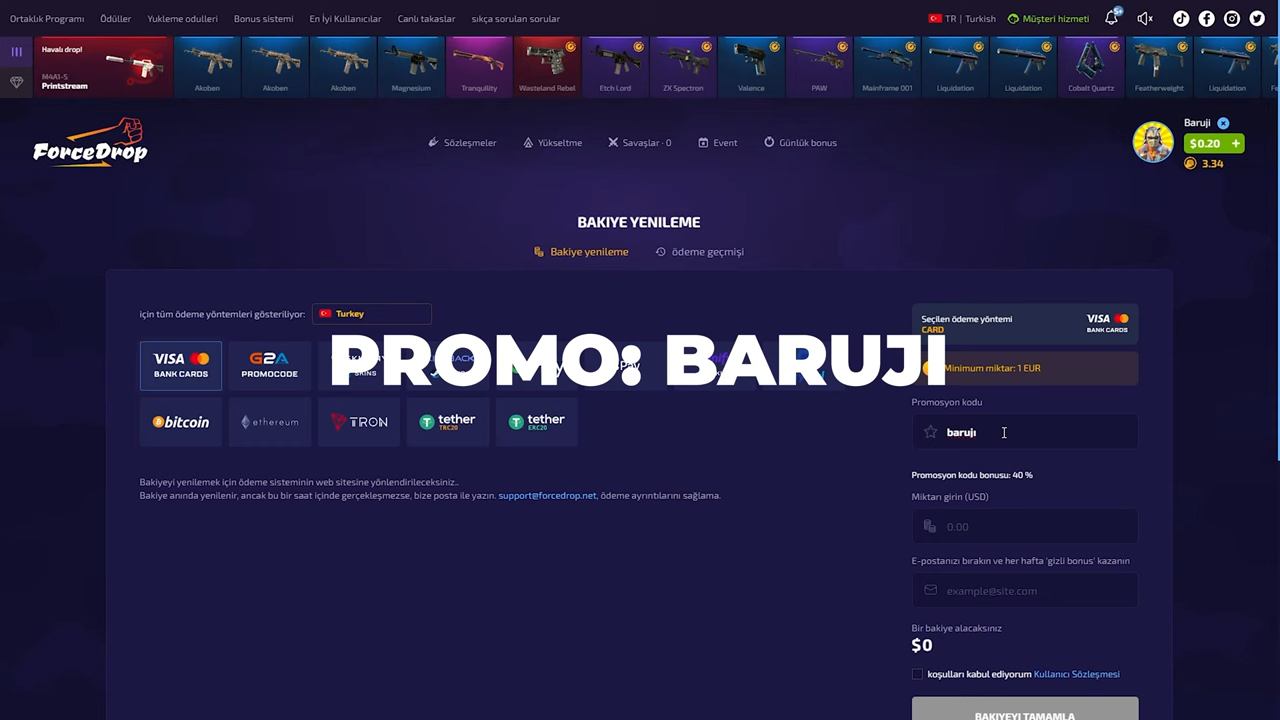 Ortaklık Programı Ödüller Yukleme odulleri Bonus sistemi En İyi Kullanıcılar Canlı takaslar sıkça sorulan sorular TR | Turkish Müşteri hizmeti 5+
Havalı drop!
M4A1-S
Printstream
Akoben Akoben Akoben Magnesium Tranquility Wasteland Rebel Etch Lord ZX Spectron Valence PAW Mainframe 001 Liquidation Liquidation Cobalt Quartz Featherweight Liquidation
ForceDrop
Sözleşmeler Yükseltme Savaşlar · 0 Event Günlük bonus
Baruji
$0.20 +
3.34
BAKIYE YENILEME
Bakiye yenileme ödeme geçmişi
için tüm ödeme yöntemleri gösteriliyor: Turkey
VISA
BANK CARDS
G2A
PROMOCODE
PROMO: BARUJI
bitcoin ethereum TRON tether TRC20 tether ERC20
Bakiyeyi yenilemek için ödeme sisteminin web sitesine yönlendirileceksiniz..
Bakiye anında yenilenir, ancak bu bir saat içinde gerçekleşmezse, bize posta ile yazın. support@forcedrop.net, ödeme ayrıntılarını sağlama.
Seçilen ödeme yöntemi
CARD
VISA
BANK CARDS
Minimum miktar: 1 EUR
Promosyon kodu
barujı
Promosyon kodu bonusu: 40 %
Miktarı girin (USD)
0.00
E-postanızı bırakın ve her hafta 'gizli bonus' kazanın
example@site.com
Bir bakiye alacaksınız
$0
koşulları kabul ediyorum Kullanıcı Sözleşmesi
BAKIYEYI TAMAMLA